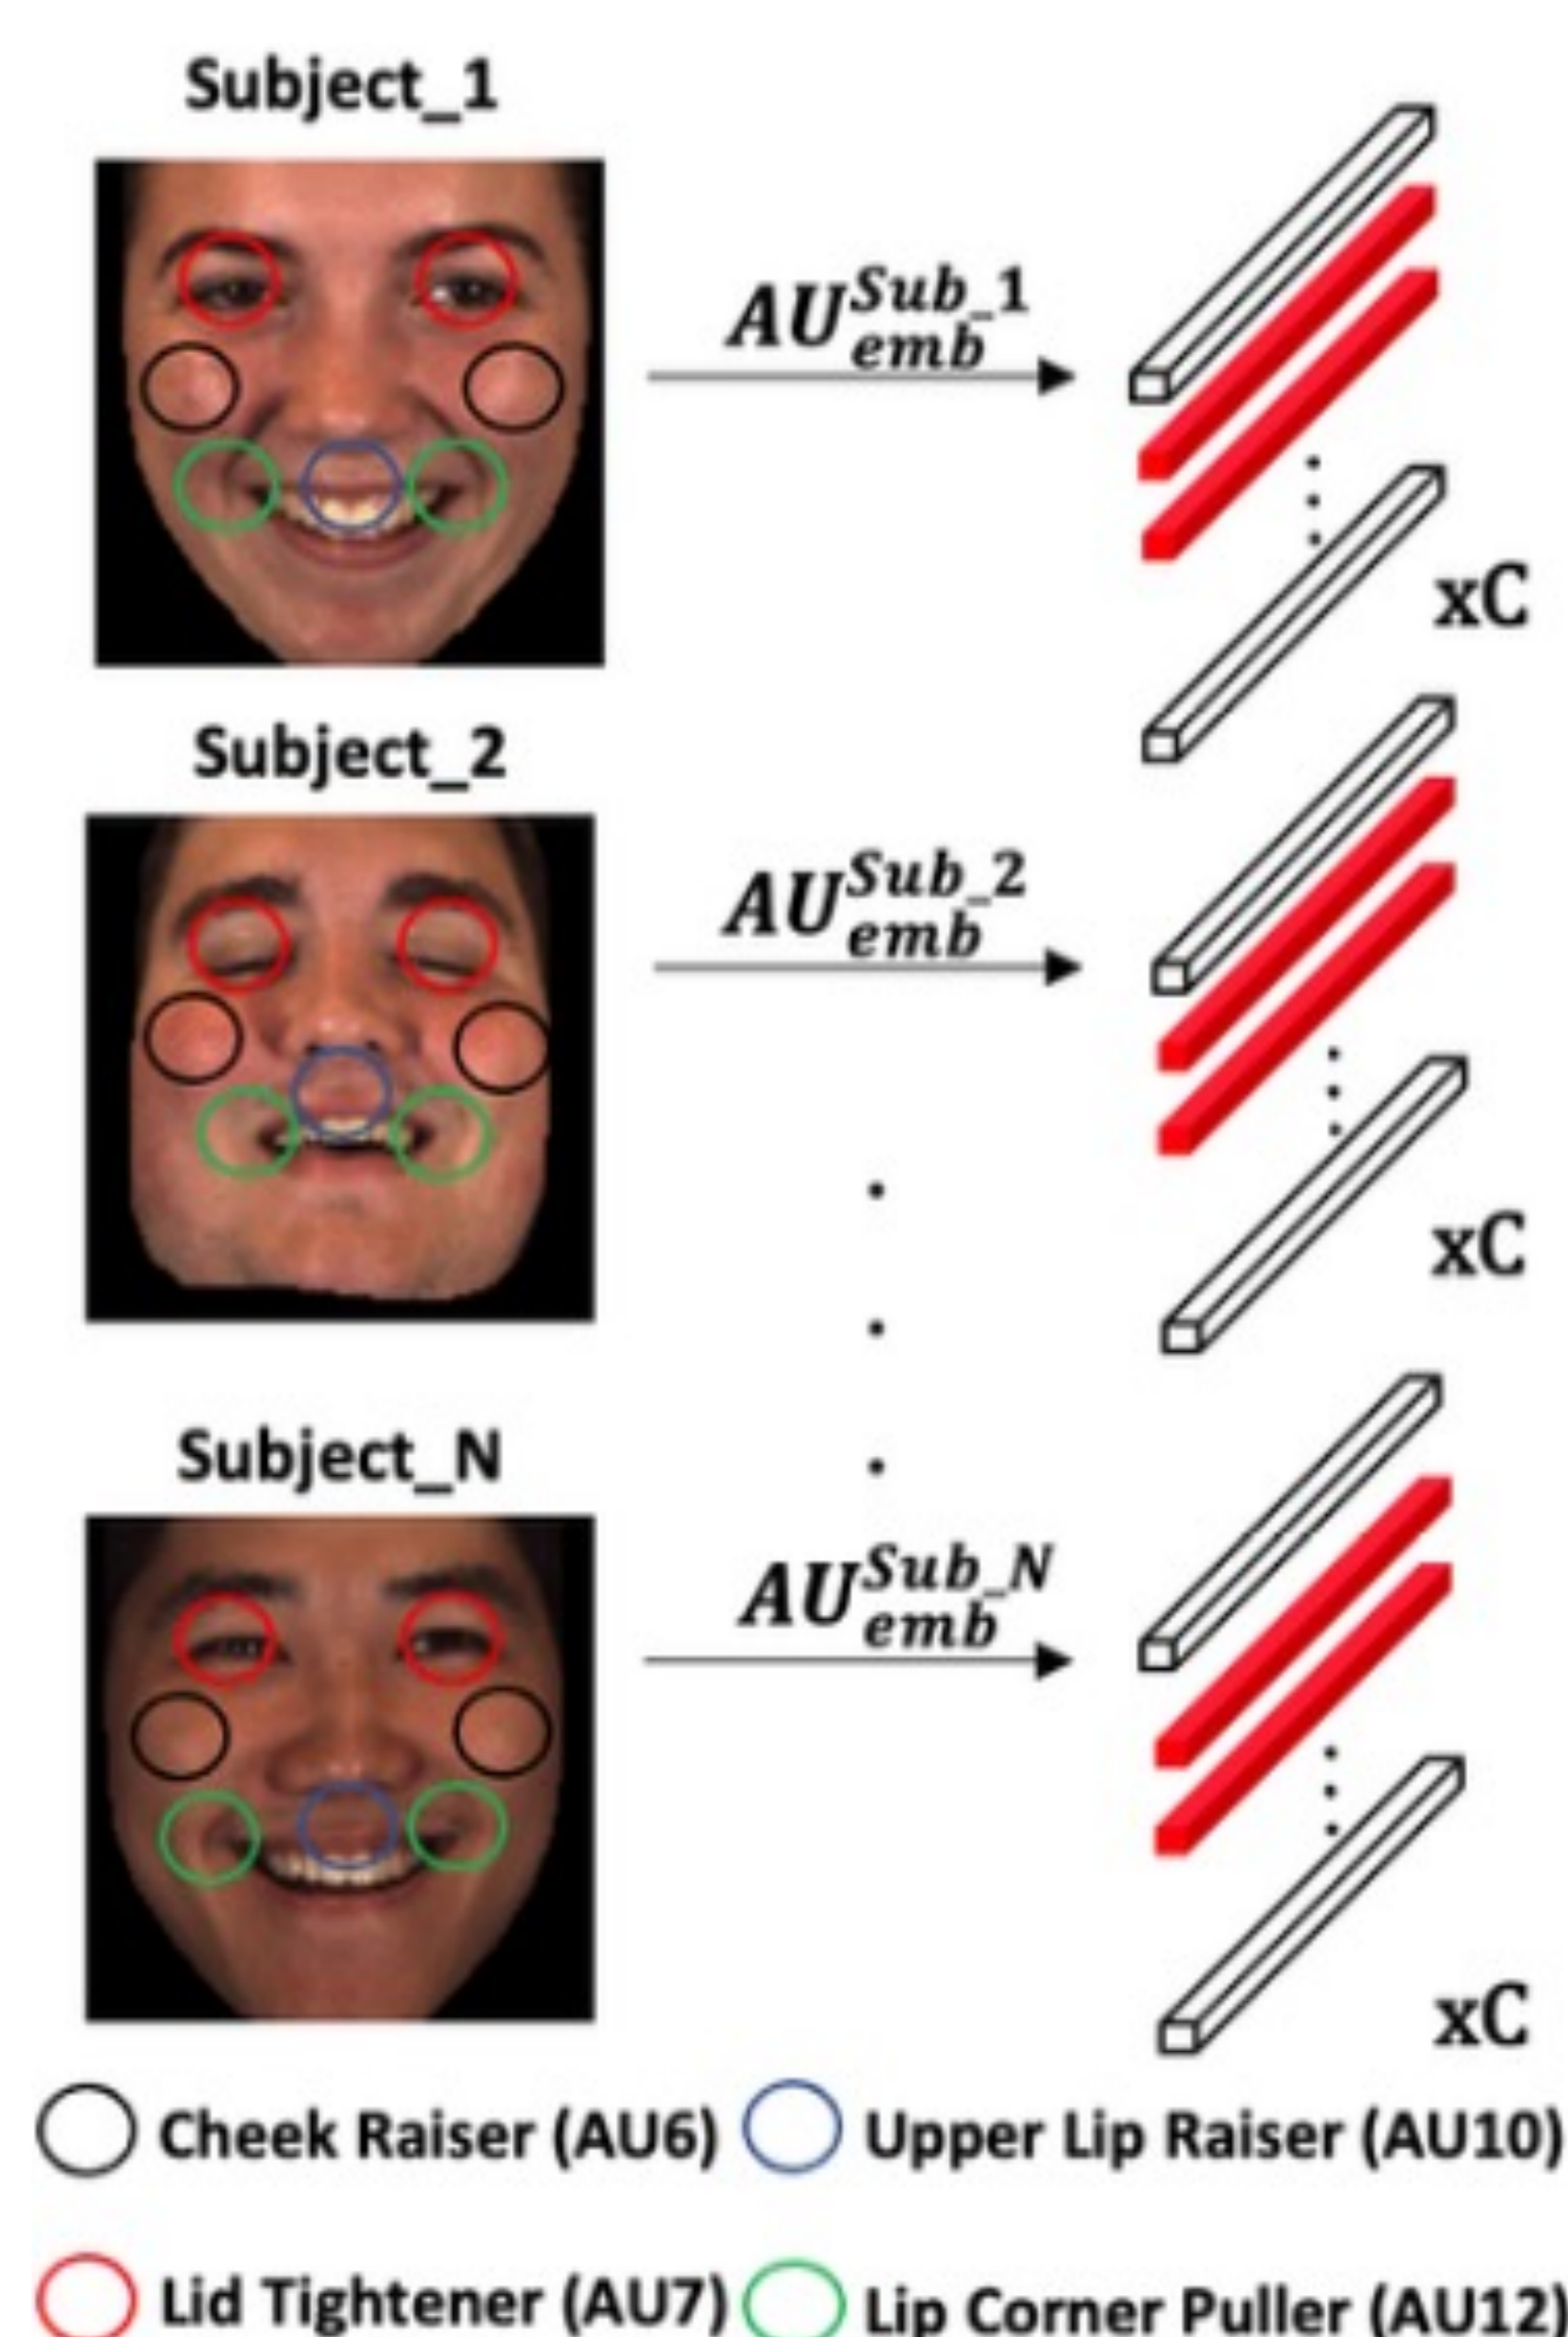 Subject_1
AU^{Sub_1}_{emb}
xC
Subject_2
AU^{Sub_2}_{emb}
xC
Subject_N
AU^{Sub_N}_{emb}
xC
Cheek Raiser (AU6) Upper Lip Raiser (AU10)
Lid Tightener (AU7) Lip Corner Puller (AU12)